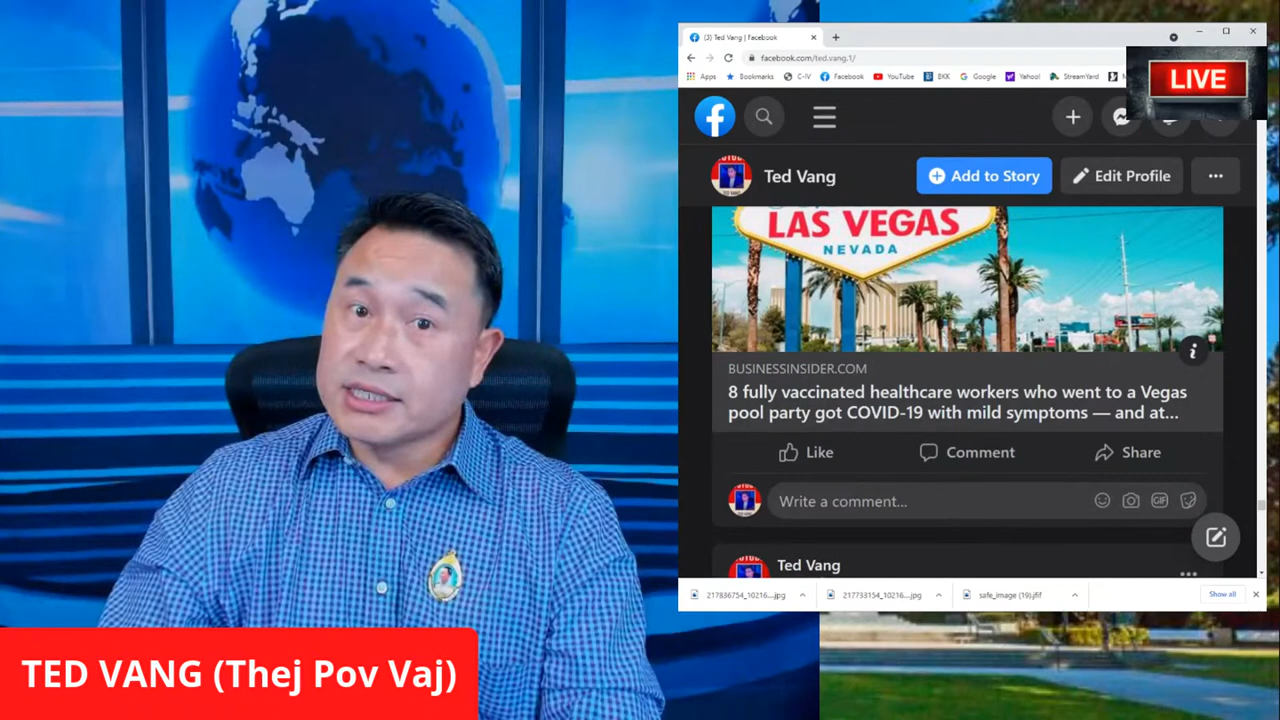 (3) Ted Vang | Facebook
facebook.com/ted.vang.1/
Apps Bookmarks C-IV Facebook YouTube BKK Google Yahoo! StreamYard
LIVE
Ted Vang
Add to Story
Edit Profile
LAS VEGAS
NEVADA
BUSINESSINSIDER.COM
8 fully vaccinated healthcare workers who went to a Vegas
pool party got COVID-19 with mild symptoms — and at...
Like Comment Share
Write a comment...
GIF
Ted Vang
217836754_10216....jpg
217733154_10216....jpg
safe_image (19).jfif
Show all
TED VANG (Thej Pov Vaj)